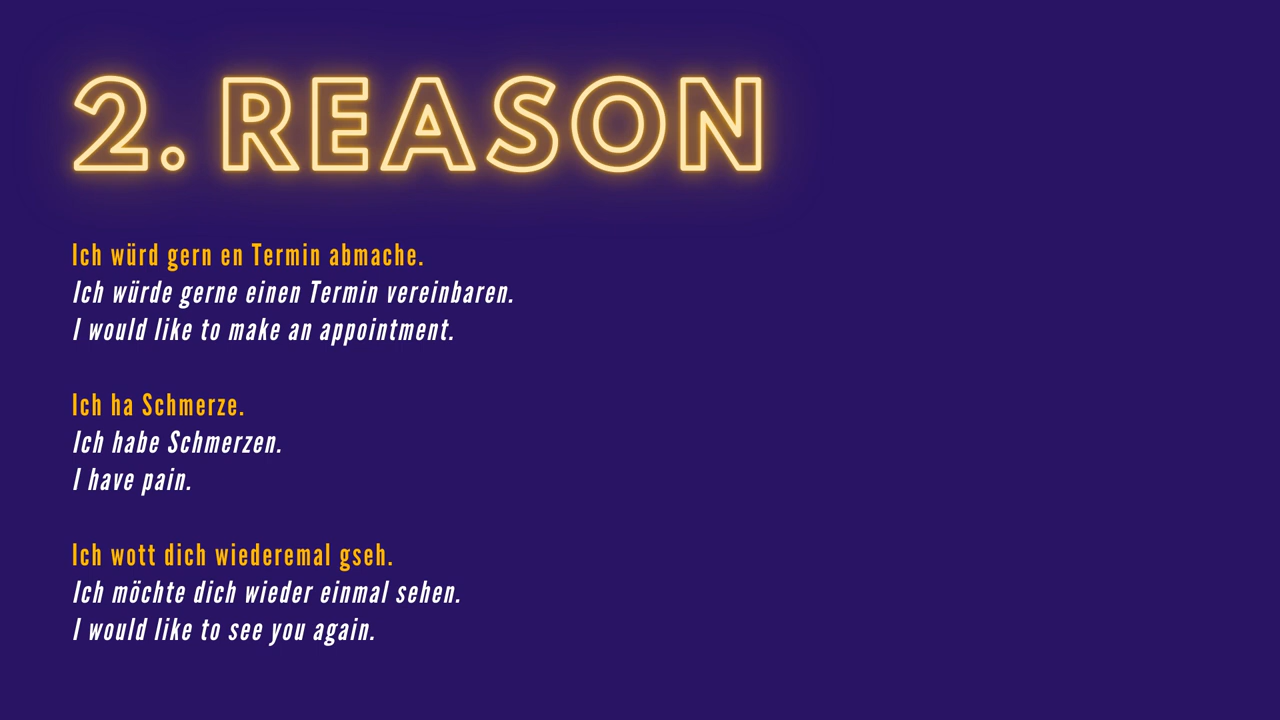 2. REASON
Ich würd gern en Termin abmache.
Ich würde gerne einen Termin vereinbaren.
I would like to make an appointment.
Ich ha Schmerze.
Ich habe Schmerzen.
I have pain.
Ich wott dich wiederemal gseh.
Ich möchte dich wieder einmal sehen.
I would like to see you again.